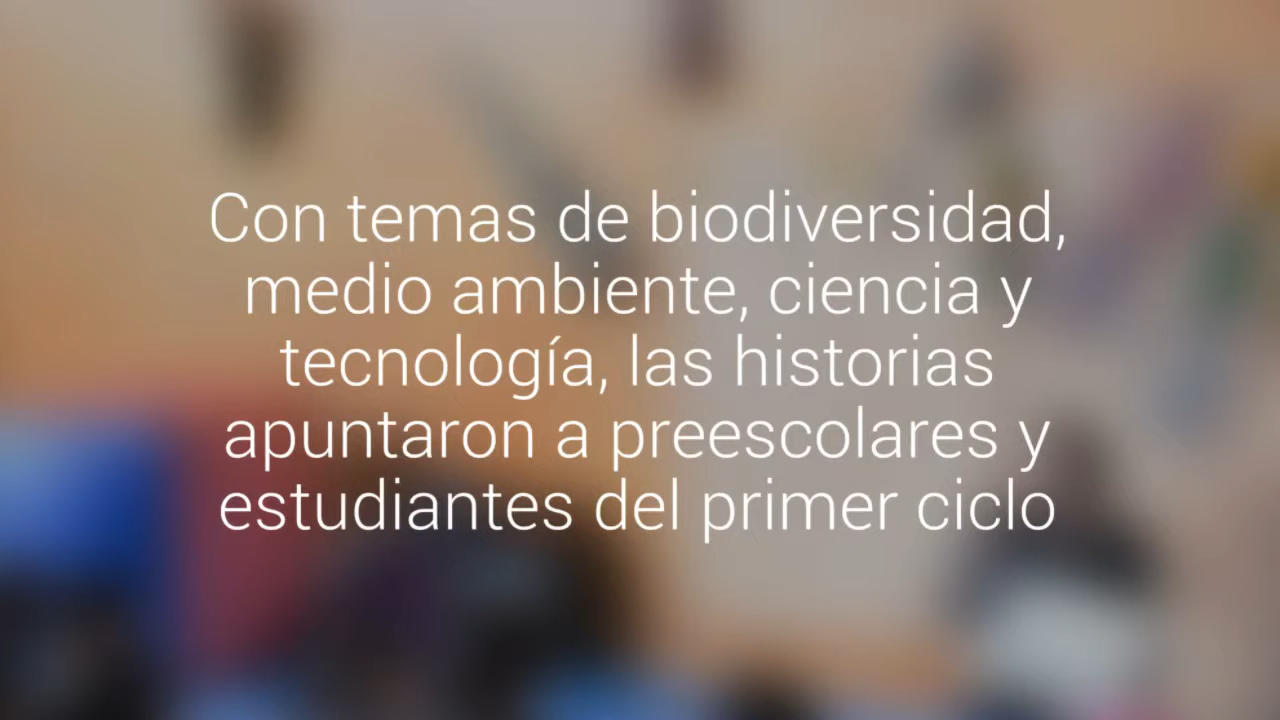 Con temas de biodiversidad,
medio ambiente, ciencia y
tecnología, las historias
apuntaron a preescolares y
estudiantes del primer ciclo